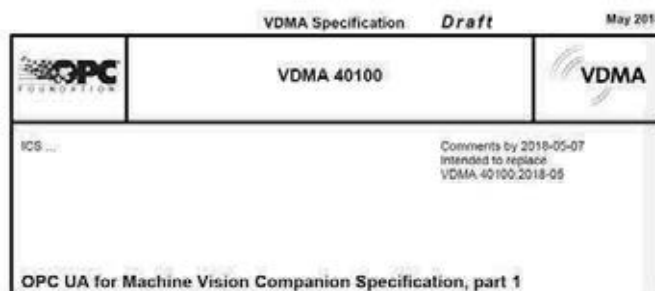 VDMA Specification Draft May 201
OPC
FOUNDATION
VDMA 40100
VDMA
ICS ...
Comments by 2018-05-07
Intended to replace
VDMA 40100:2018-05
OPC UA for Machine Vision Companion Specification, part 1